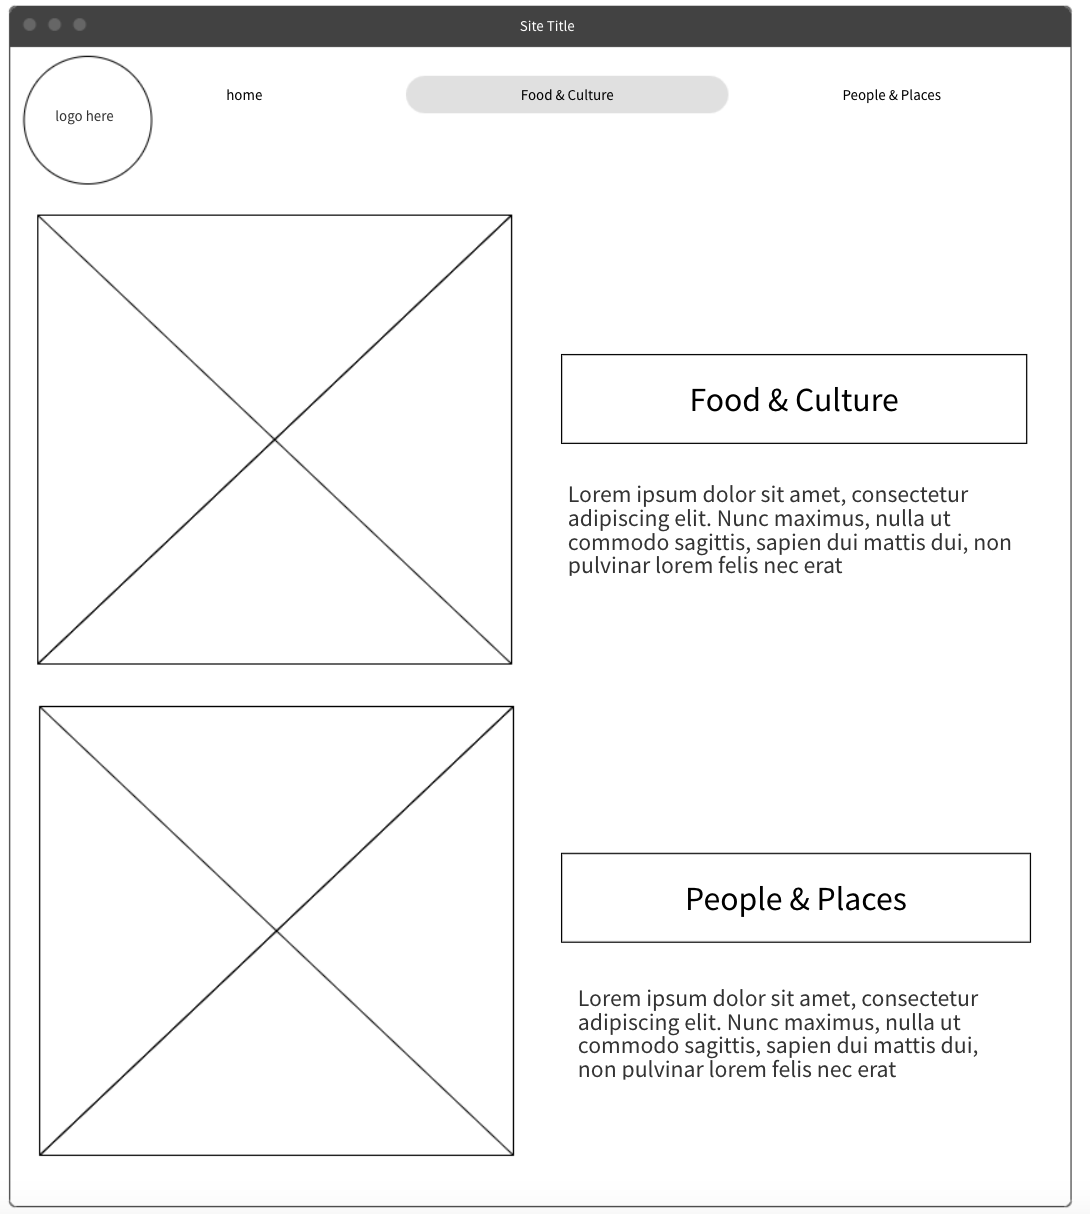 Site Title
logo here
home
Food & Culture
People & Places
Food & Culture
Lorem ipsum dolor sit amet, consectetur
adipiscing elit. Nunc maximus, nulla ut
commodo sagittis, sapien dui mattis dui, non
pulvinar lorem felis nec erat
People & Places
Lorem ipsum dolor sit amet, consectetur
adipiscing elit. Nunc maximus, nulla ut
commodo sagittis, sapien dui mattis dui,
non pulvinar lorem felis nec erat